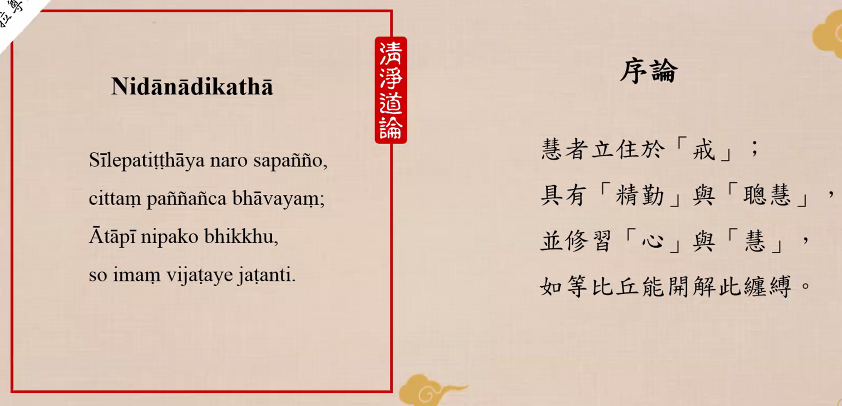 Nidānādikathā
Sīlepatiṭṭhāya naro sapañño,
cittaṃ paññañca bhāvayaṃ;
Ātāpī nipako bhikkhu,
so imaṃ vijaṭaye jaṭanti.
清淨道論
序論
慧者立住於「戒」；
具有「精勤」與「聰慧」，
並修習「心」與「慧」，
如等比丘能開解此纏縛。